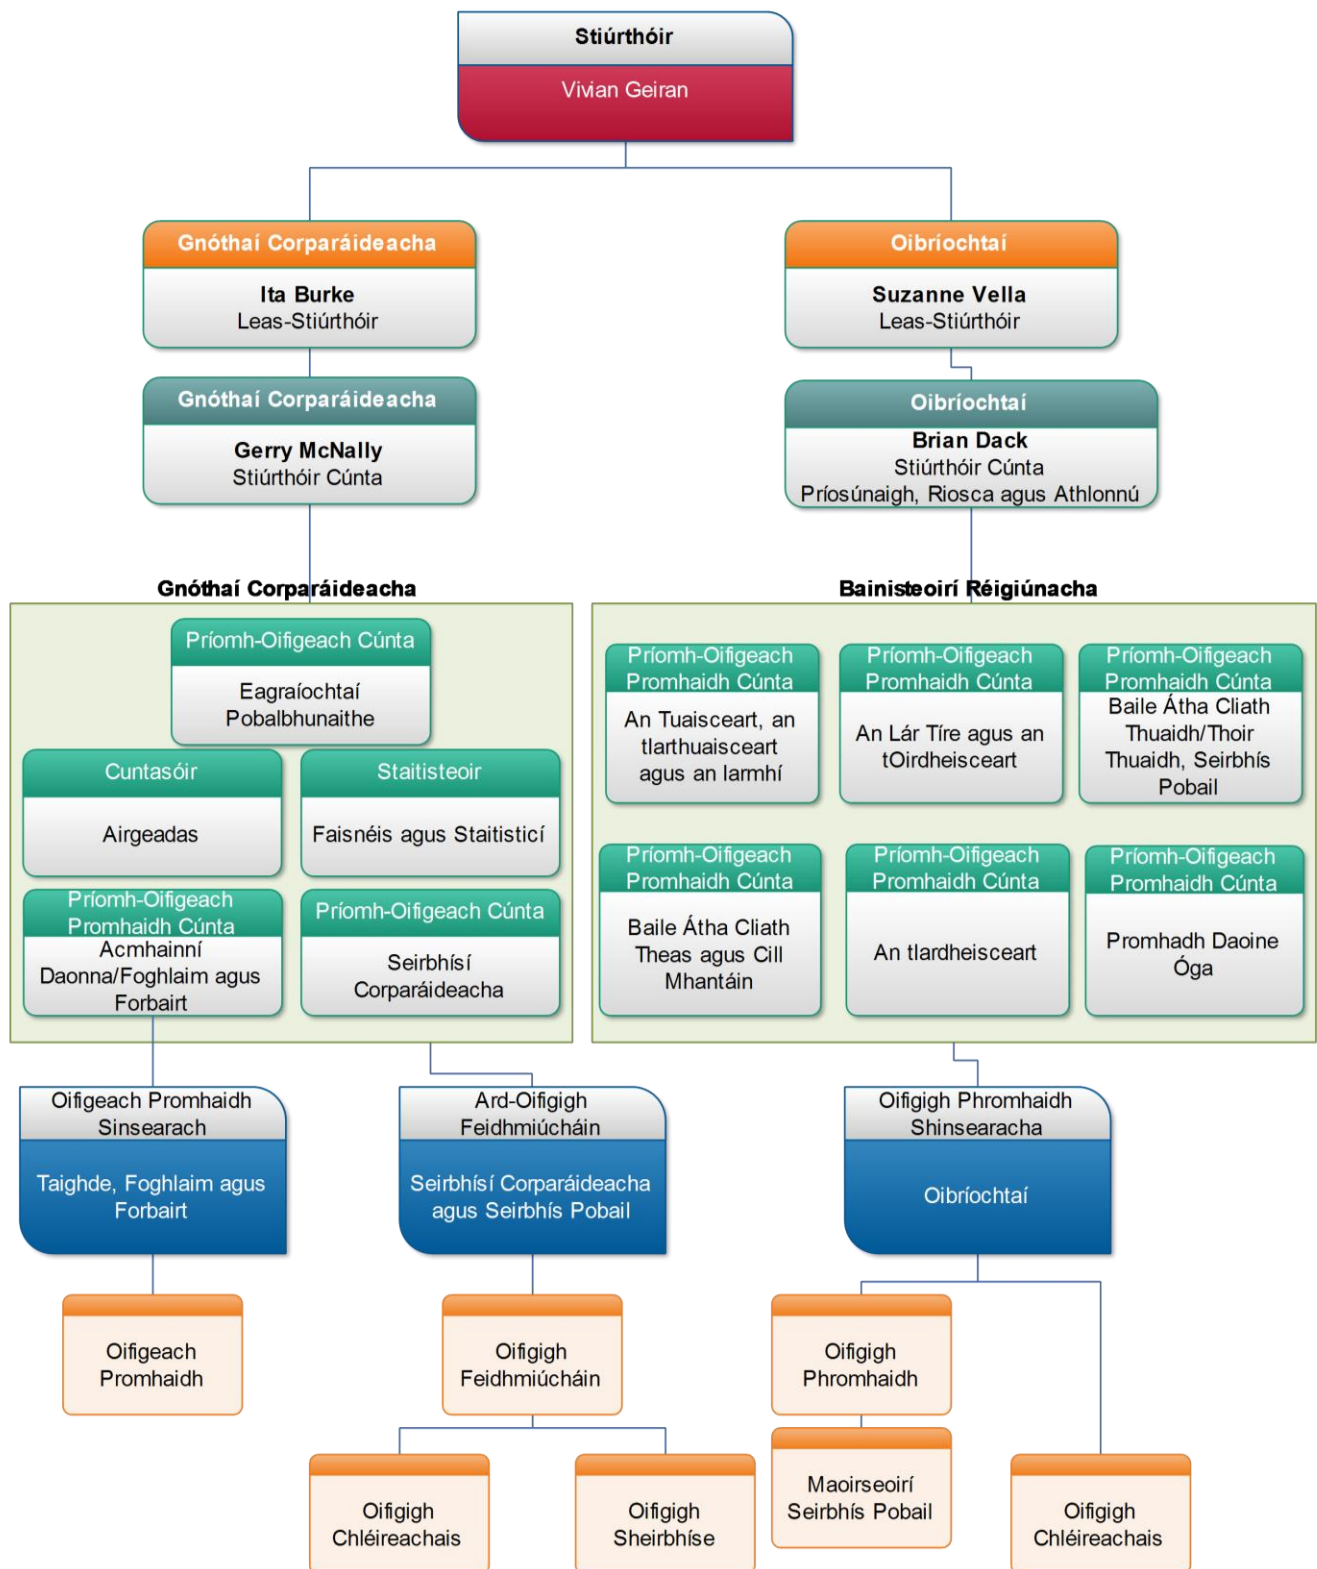 Stiúrthóir
Vivian Geiran
Gnóthaí Corparáideacha
Ita Burke
Leas-Stiúrthóir
Oibríochtaí
Suzanne Vella
Leas-Stiúrthóir
Gnóthaí Corparáideacha
Gerry McNally
Stiúrthóir Cúnta
Oibríochtaí
Brian Dack
Stiúrthóir Cúnta
Príosúnaigh, Riosca agus Athlonnú
Gnóthaí Corparáideacha
Príomh-Oifigeach Cúnta
Eagraíochtaí
Pobalbhunaithe
Cuntasóir
Airgeadas
Staitisteoir
Faisnéis agus Staitisticí
Príomh-Oifigeach
Promhaidh Cúnta
Acmhainní
Daonna/Foghlaim agus
Forbairt
Príomh-Oifigeach Cúnta
Seirbhísí
Corparáideacha
Bainisteoirí Réigiúnacha
Príomh-Oifigeach
Promhaidh Cúnta
An Tuaisceart, an
tIarthuaisceart
agus an Iarmhí
Príomh-Oifigeach
Promhaidh Cúnta
An Lár Tíre agus an
tOirdheisceart
Príomh-Oifigeach
Promhaidh Cúnta
Baile Átha Cliath
Thuaidh/Thoir
Thuaidh, Seirbhís
Pobail
Príomh-Oifigeach
Promhaidh Cúnta
Baile Átha Cliath
Theas agus Cill
Mhantáin
Príomh-Oifigeach
Promhaidh Cúnta
An tIardheisceart
Príomh-Oifigeach
Promhaidh Cúnta
Promhadh Daoine
Óga
Oifigeach Promhaidh
Sinsearach
Taighde, Foghlaim agus
Forbairt
Ard-Oifigigh
Feidhmiúcháin
Seirbhísí Corparáideacha
agus Seirbhís Pobail
Oifigigh Phromhaidh
Shinsearacha
Oibríochtaí
Oifigeach
Promhaidh
Oifigigh
Feidhmiúcháin
Oifigigh
Phromhaidh
Oifigigh
Chléireachais
Oifigigh
Sheirbhíse
Maoirseoirí
Seirbhís Pobail
Oifigigh
Chléireachais